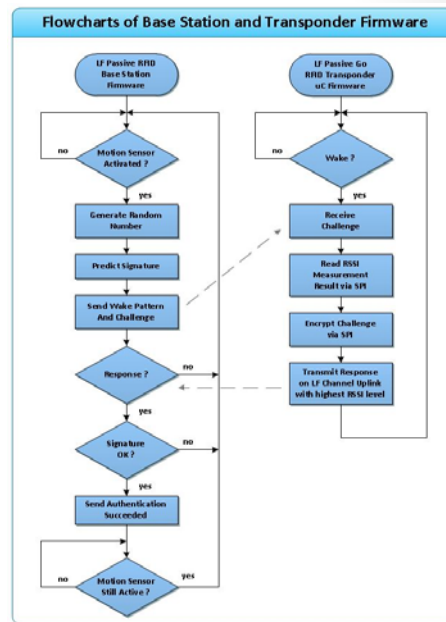 Flowcharts of Base Station and Transponder Firmware
LF Passive RFID
Base Station
Firmware
no
Motion Sensor
Activated ?
yes
Generate Random
Number
Predict Signature
Send Wake Pattern
And Challenge
Response ?
no
yes
Signature
OK ?
no
yes
Send Authentication
Succeeded
no
Motion Sensor
Still Active ?
yes
LF Passive Go
RFID Transponder
uC Firmware
no
Wake ?
yes
Receive
Challenge
Read RSSI
Measurement
Result via SPI
Encrypt Challenge
via SPI
Transmit Response
on LF Channel Uplink
with highest RSSI level